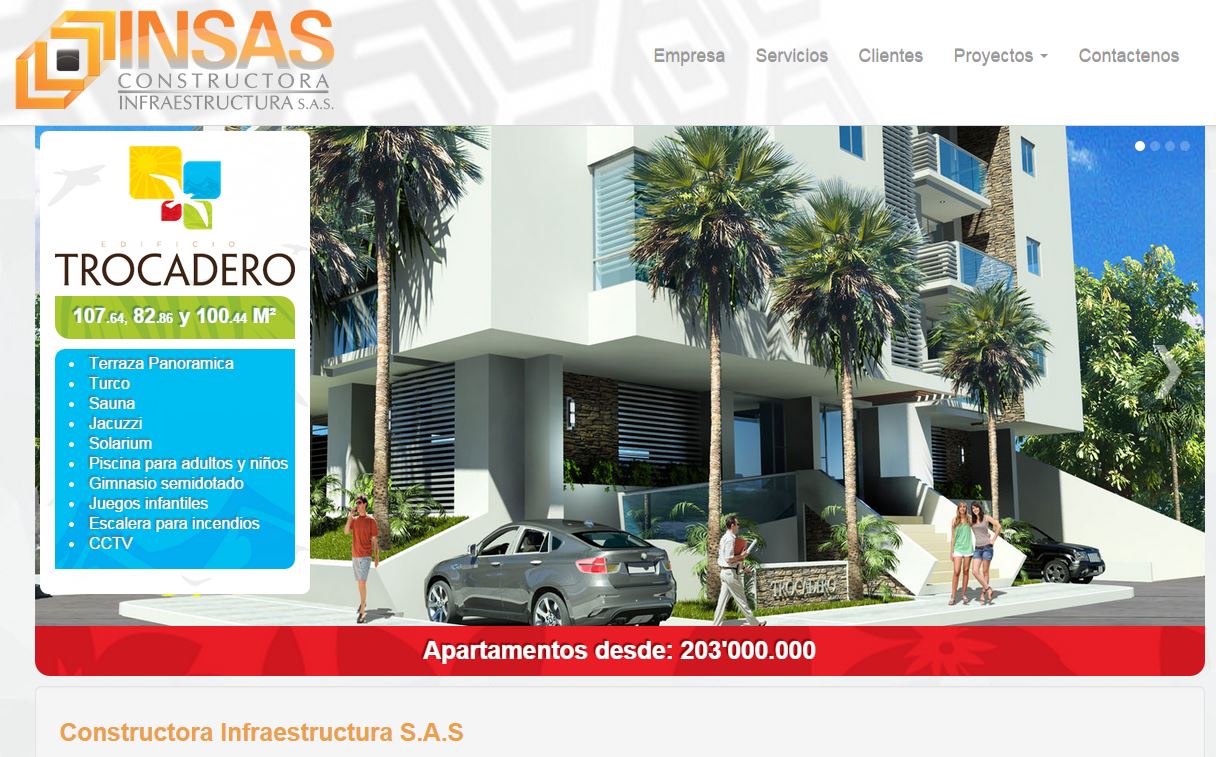 INSAS
CONSTRUCTORA
INFRAESTRUCTURA S.A.S.
Empresa
Servicios
Clientes
Proyectos
Contactenos
EDIFICIO
TROCADERO
107.64, 82.86 y 100.44 M²
Terraza Panoramica
Turco
Sauna
Jacuzzi
Solarium
Piscina para adultos y niños
Gimnasio semidotado
Juegos infantiles
Escalera para incendios
CCTV
TROCADERO
Apartamentos desde: 203'000.000
Constructora Infraestructura S.A.S